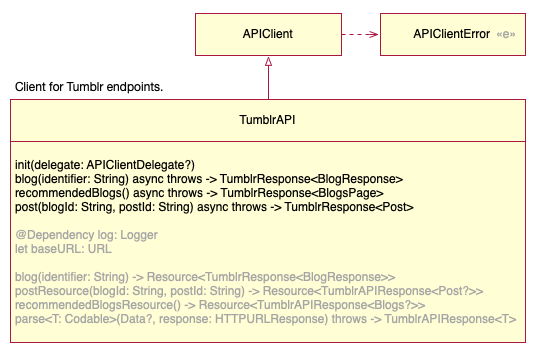 APIClient
APIClientError «e»
Client for Tumblr endpoints.
TumblrAPI
init(delegate: APIClientDelegate?)
blog(identifier: String) async throws -> TumblrResponse<BlogResponse>
recommendedBlogs() async throws -> TumblrResponse<BlogsPage>
post(blogId: String, postId: String) async throws -> TumblrResponse<Post>
@Dependency log: Logger
let baseURL: URL
blog(identifier: String) -> Resource<TumblrResponse<BlogResponse>>
postResource(blogId: String, postId: String) -> Resource<TumblrAPIResponse<Post?>>
recommendedBlogsResource() -> Resource<TumblrAPIResponse<Blogs?>>
parse<T: Codable>(Data?, response: HTTPURLResponse) throws -> TumblrAPIResponse<T>